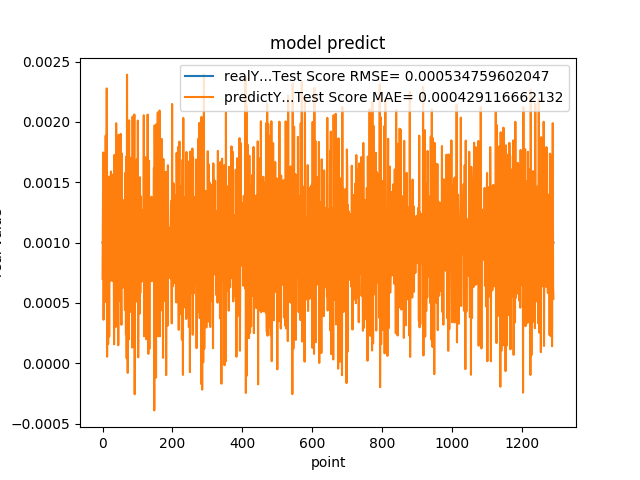 model predict
realY...Test Score RMSE= 0.000534759602047
predictY...Test Score MAE= 0.000429116662132
0.0025
0.0020
0.0015
0.0010
0.0005
0.0000
−0.0005
0 200 400 600 800 1000 1200
point